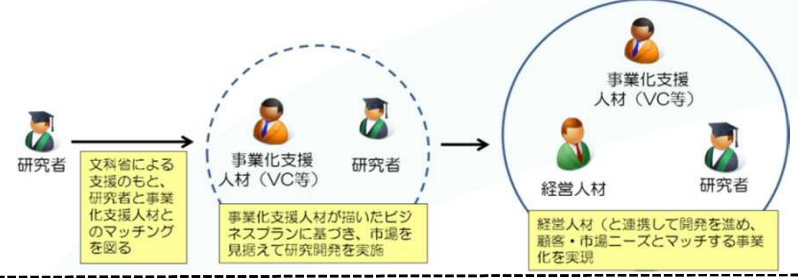 研究者
文科省による
支援のもと、
研究者と事業
化支援人材と
のマッチング
を図る
事業化支援
人材（VC等）
研究者
事業化支援人材が描いたビジ
ネスプランに基づき、市場を
見据えて研究開発を実施
事業化支援
人材（VC等）
経営人材
研究者
経営人材（と連携して開発を進め、
顧客・市場ニーズとマッチする事業
化を実現